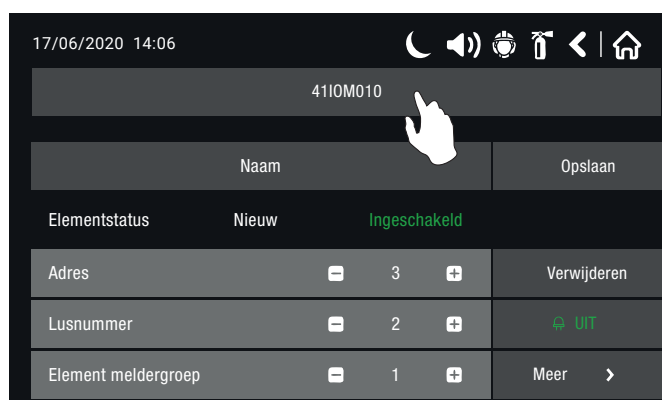 17/06/2020 14:06
41IOM010
Naam Opslaan
Elementstatus Nieuw Ingeschakeld
Adres 3 Verwijderen
Lusnummer 2 UIT
Element meldergroep 1 Meer